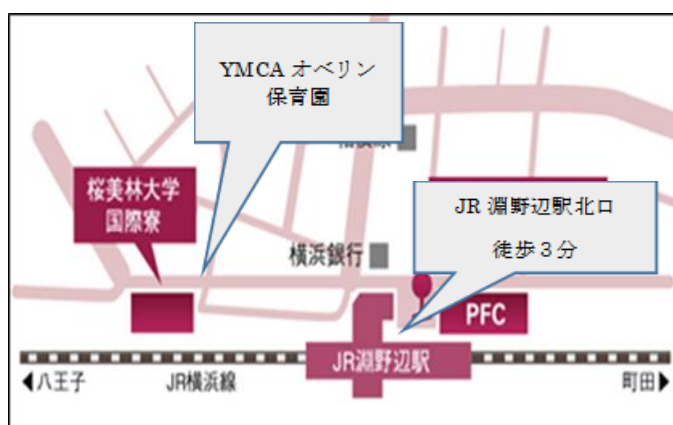 YMCA オベリン
保育園
桜美林大学
国際寮
JR 淵野辺駅北口
徒歩３分
横浜銀行
PFC
JR淵野辺駅
八王子
JR横浜線
町田